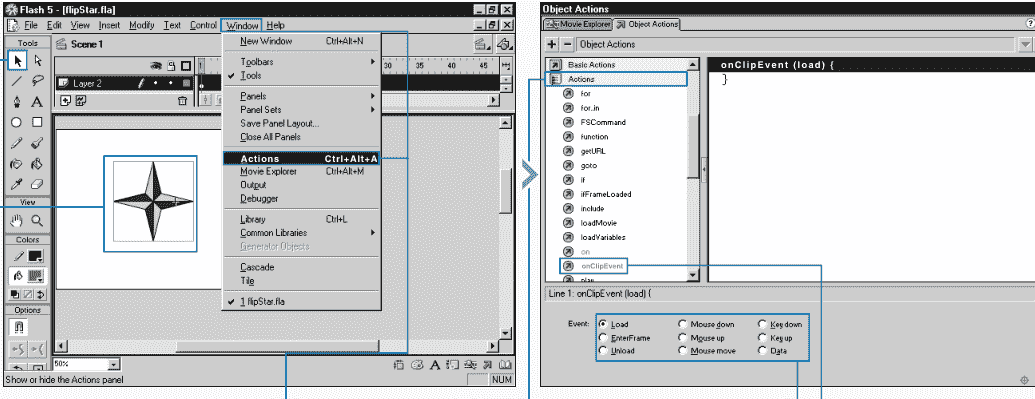 Flash 5 - [flipStar.fla]
File Edit View Insert Modify Text Control Window Help
Tools
Scene 1
Layer 2
1
30 35 40 45
New Window Ctrl+Alt+N
Toolbars
Tools
Panels
Panel Sets
Save Panel Layout...
Close All Panels
Actions Ctrl+Alt+A
Movie Explorer Ctrl+Alt+M
Output
Debugger
Library Ctrl+L
Common Libraries
Generator Objects
Cascade
Tile
1 flipStar.fla
View
Colors
Options
50%
Show or hide the Actions panel
NUM
Object Actions
Movie Explorer Object Actions
Object Actions
Basic Actions
Actions
for
for..in
FSCommand
function
getURL
goto
if
ifFrameLoaded
include
loadMovie
loadVariables
on
onClipEvent
play
onClipEvent (load) {
}
Line 1: onClipEvent (load) {
Event: Load Mouse down Key down
EnterFrame Mouse up Key up
Unload Mouse move Data